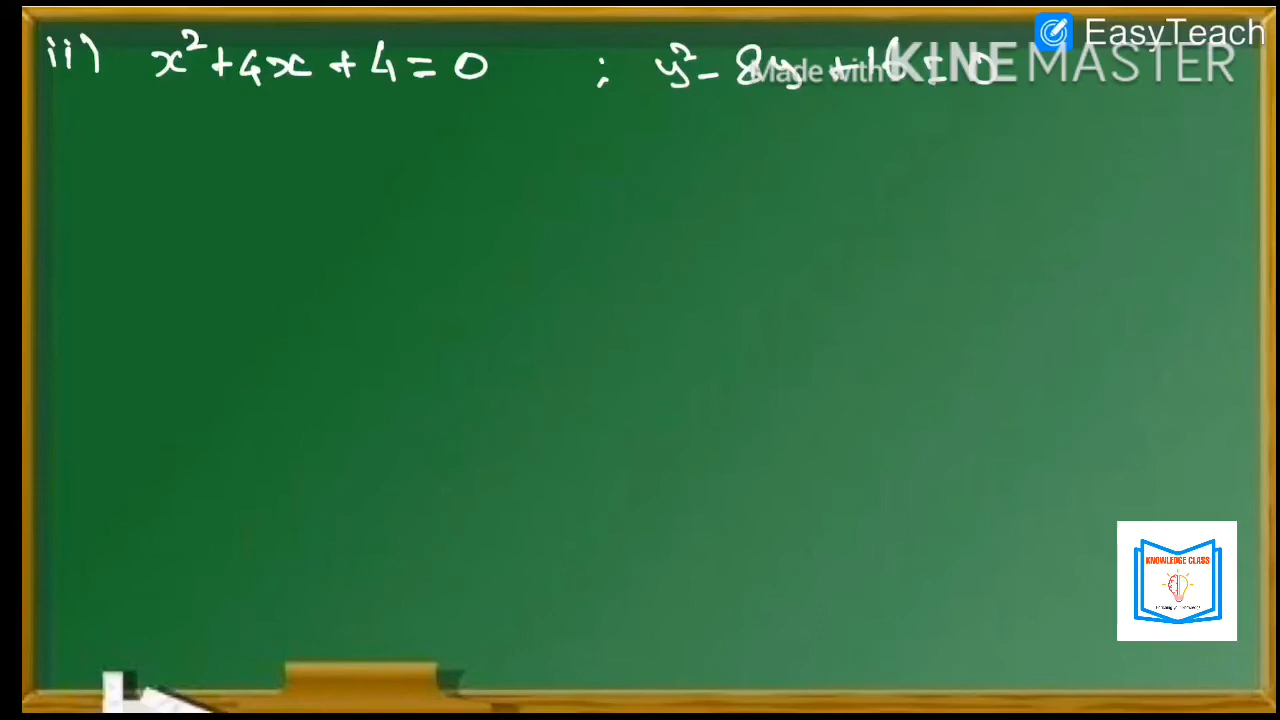 EasyTeach
ii) x² + 4x + 4 = 0 ; y² - 8y + 16 = 0
Made with KINEMASTER
KNOWLEDGE CLASS